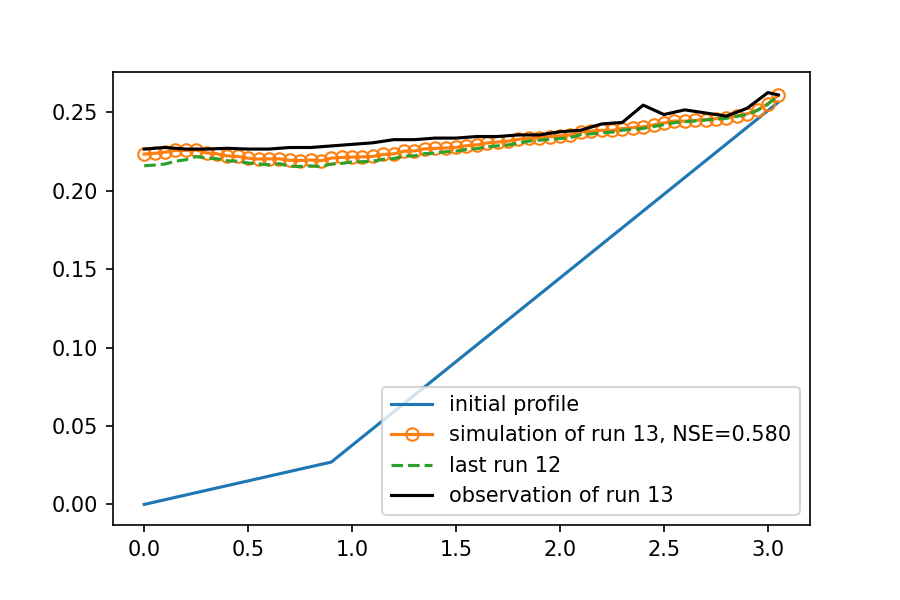 0.25
0.20
0.15
0.10
0.05
0.00
initial profile
simulation of run 13, NSE=0.580
last run 12
observation of run 13
0.0 0.5 1.0 1.5 2.0 2.5 3.0